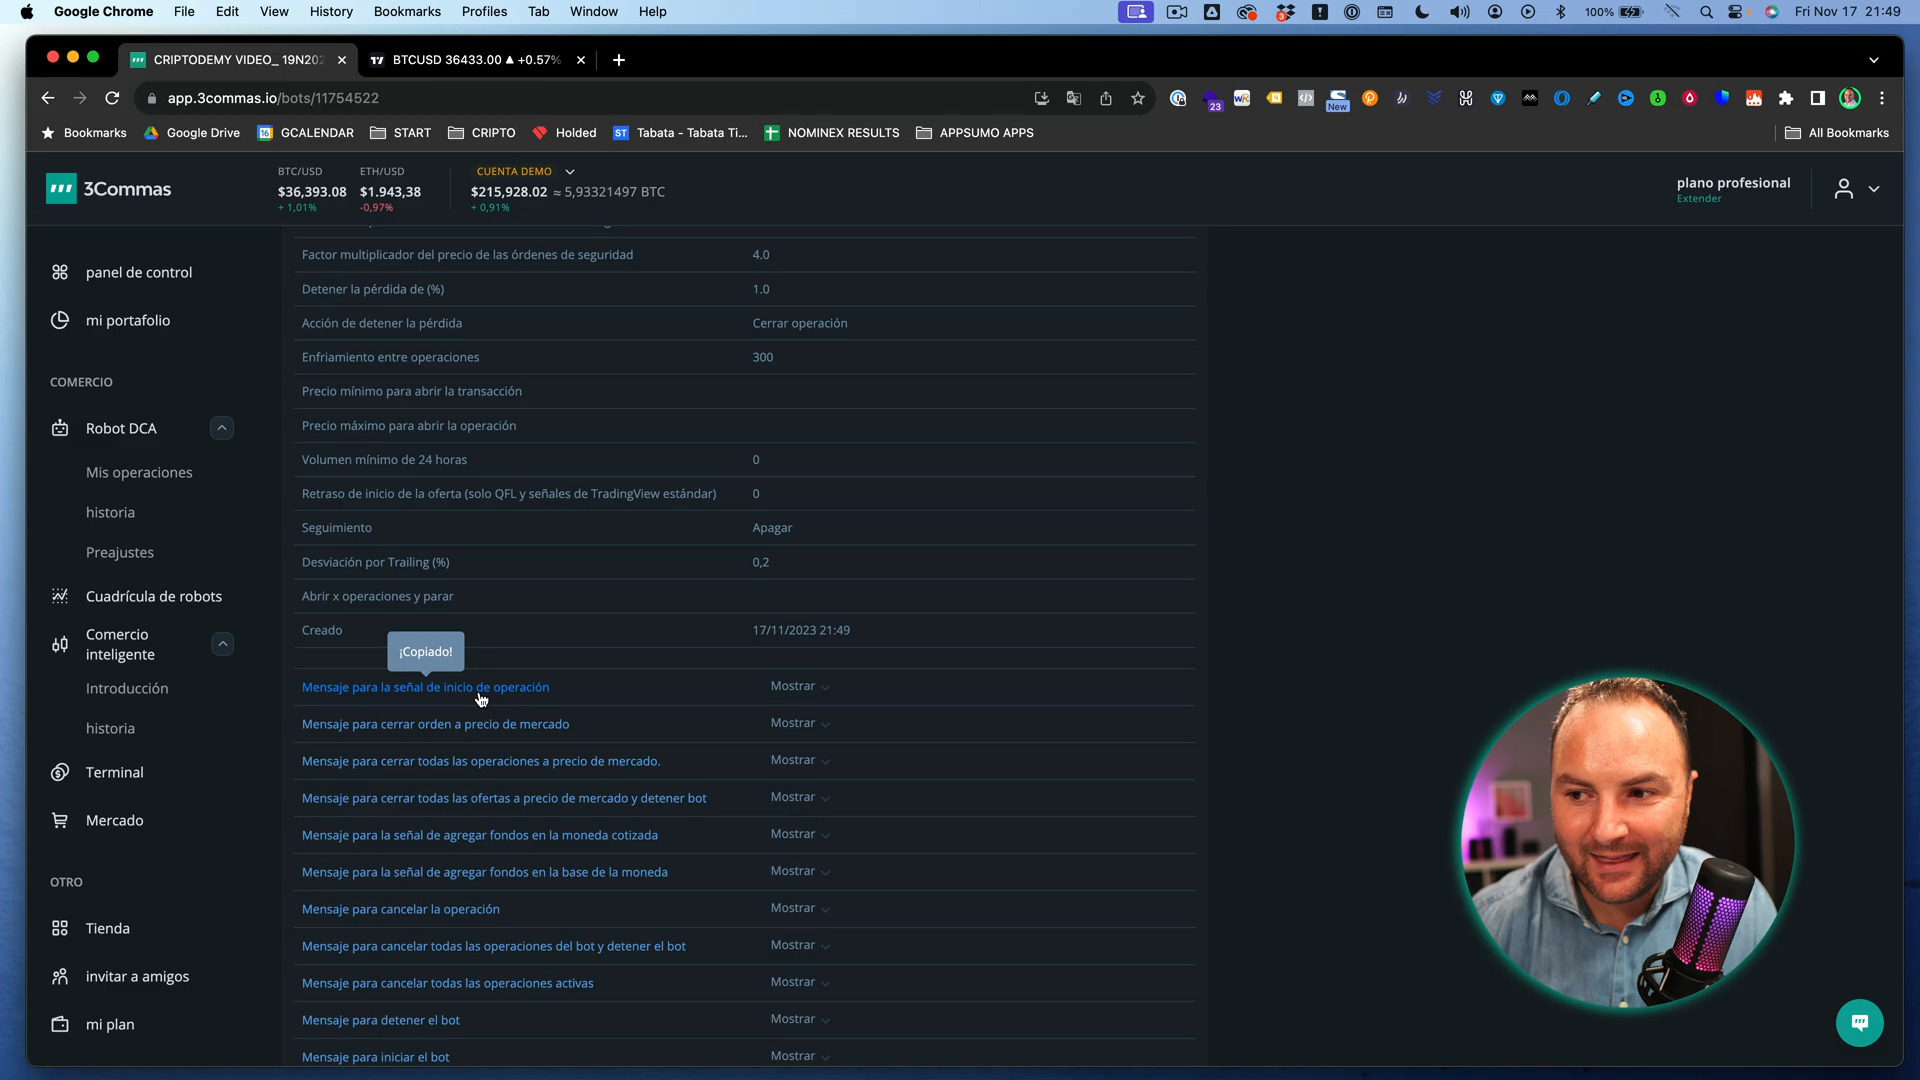 Google Chrome File Edit View History Bookmarks Profiles Tab Window Help 3 100% Fri Nov 17 21:49
CRIPTODEMY VIDEO_ 19N202 BTCUSD 36433.00 ▲ +0.57%
app.3commas.io/bots/11754522 23 New
Bookmarks Google Drive 16 GCALENDAR START CRIPTO Holded ST Tabata - Tabata Ti... NOMINEX RESULTS APPSUMO APPS All Bookmarks
3Commas
BTC/USD ETH/USD CUENTA DEMO
$36,393.08 $1.943,38 $215,928.02 ≈ 5,93321497 BTC
+ 1,01% -0,97% + 0,91%
plano profesional
Extender
panel de control
mi portafolio
COMERCIO
Robot DCA
Mis operaciones
historia
Preajustes
Cuadrícula de robots
Comercio
inteligente
Introducción
historia
Terminal
Mercado
OTRO
Tienda
invitar a amigos
mi plan
Factor multiplicador del precio de las órdenes de seguridad 4.0
Detener la pérdida de (%) 1.0
Acción de detener la pérdida Cerrar operación
Enfriamiento entre operaciones 300
Precio mínimo para abrir la transacción
Precio máximo para abrir la operación
Volumen mínimo de 24 horas 0
Retraso de inicio de la oferta (solo QFL y señales de TradingView estándar) 0
Seguimiento Apagar
Desviación por Trailing (%) 0,2
Abrir x operaciones y parar
Creado 17/11/2023 21:49
¡Copiado!
Mensaje para la señal de inicio de operación Mostrar
Mensaje para cerrar orden a precio de mercado Mostrar
Mensaje para cerrar todas las operaciones a precio de mercado. Mostrar
Mensaje para cerrar todas las ofertas a precio de mercado y detener bot Mostrar
Mensaje para la señal de agregar fondos en la moneda cotizada Mostrar
Mensaje para la señal de agregar fondos en la base de la moneda Mostrar
Mensaje para cancelar la operación Mostrar
Mensaje para cancelar todas las operaciones del bot y detener el bot Mostrar
Mensaje para cancelar todas las operaciones activas Mostrar
Mensaje para detener el bot Mostrar
Mensaje para iniciar el bot Mostrar